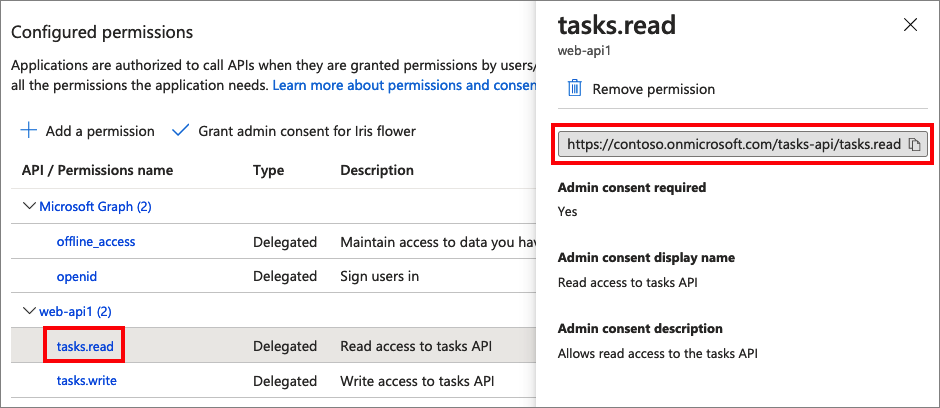 Configured permissions
Applications are authorized to call APIs when they are granted permissions by users/
all the permissions the application needs. Learn more about permissions and consen
Add a permission
Grant admin consent for Iris flower
API / Permissions name
Type
Description
Microsoft Graph (2)
offline_access
Delegated
Maintain access to data you hav
openid
Delegated
Sign users in
web-api1 (2)
tasks.read
Delegated
Read access to tasks API
tasks.write
Delegated
Write access to tasks API
tasks.read
web-api1
Remove permission
https://contoso.onmicrosoft.com/tasks-api/tasks.read
Admin consent required
Yes
Admin consent display name
Read access to tasks API
Admin consent description
Allows read access to the tasks API